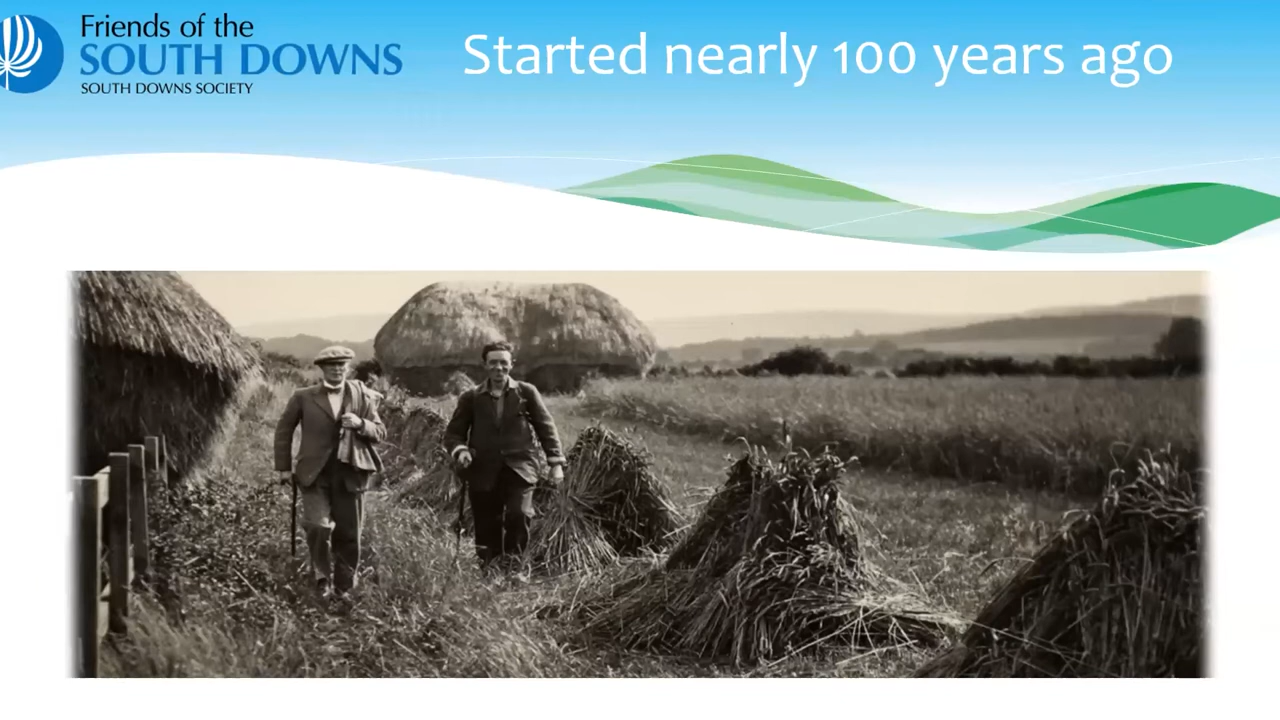 Friends of the
SOUTH DOWNS
SOUTH DOWNS SOCIETY
Started nearly 100 years ago